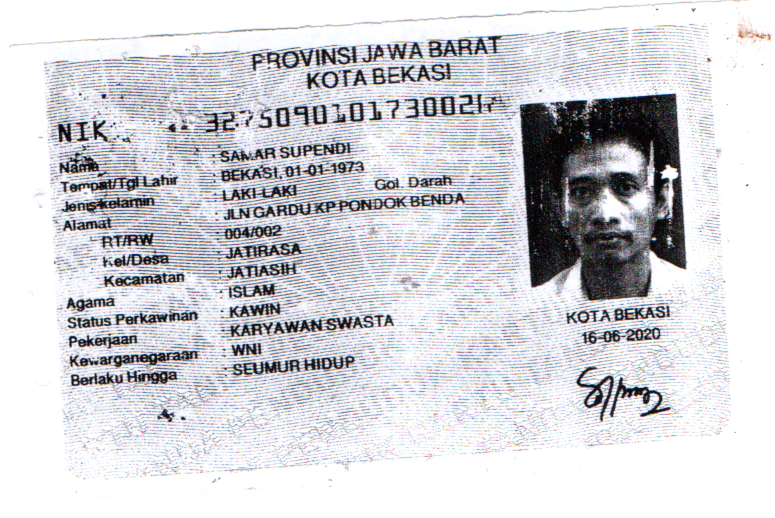 PROVINSI JAWA BARAT
KOTA BEKASI
NIK : 3275090101730021
Nama : SAMAR SUPENDI
Tempat/Tgl Lahir : BEKASI, 01-01-1973
Jenis kelamin : LAKI-LAKI Gol. Darah
Alamat : JLN GARDU KP PONDOK BENDA
RT/RW : 004/002
Kel/Desa : JATIRASA
Kecamatan : JATIASIH
Agama : ISLAM
Status Perkawinan : KAWIN
Pekerjaan : KARYAWAN SWASTA
Kewarganegaraan : WNI
Berlaku Hingga : SEUMUR HIDUP
KOTA BEKASI
16-06-2020